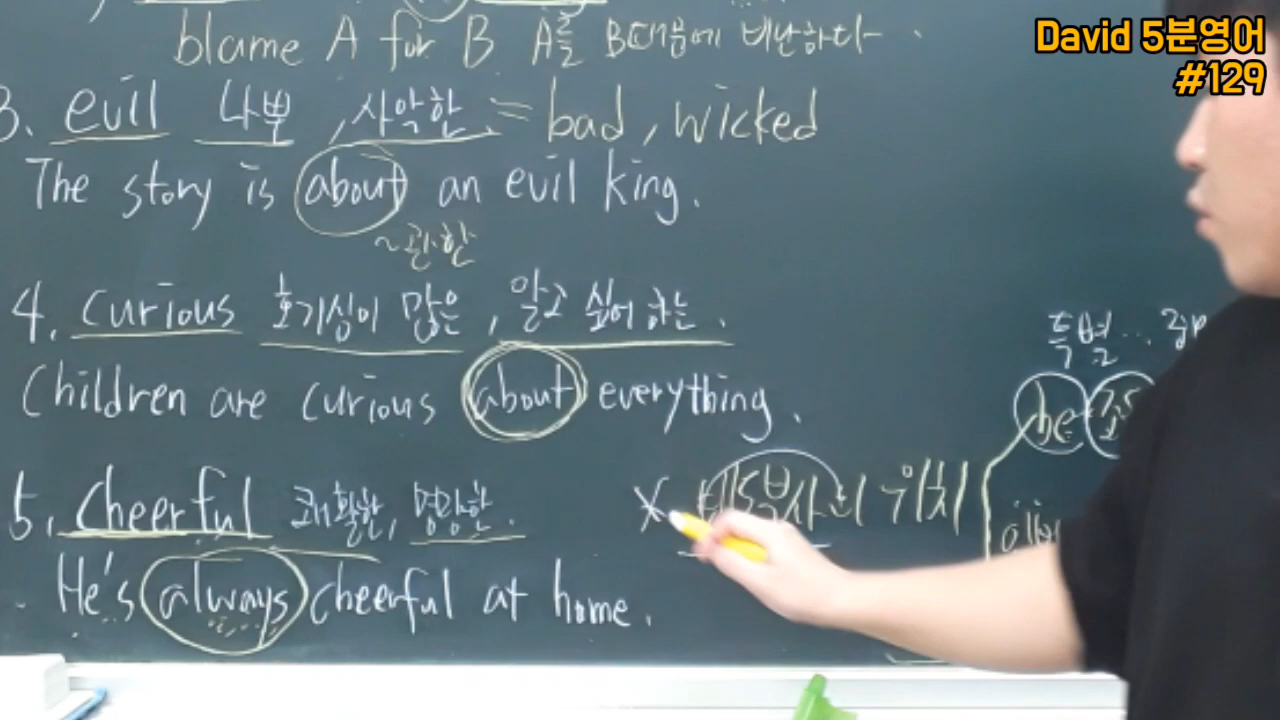 David 5분영어
#129
blame A for B A를 B때문에 비난하다
3. evil 나쁜, 사악한 = bad, wicked
The story is about an evil king.
~관한
4. curious 호기심이 많은, 알고 싶어 하는.
Children are curious about everything.
특별...
be
5. cheerful 쾌활한, 명랑한.
* 빈도부사의 위치
He's always cheerful at home.